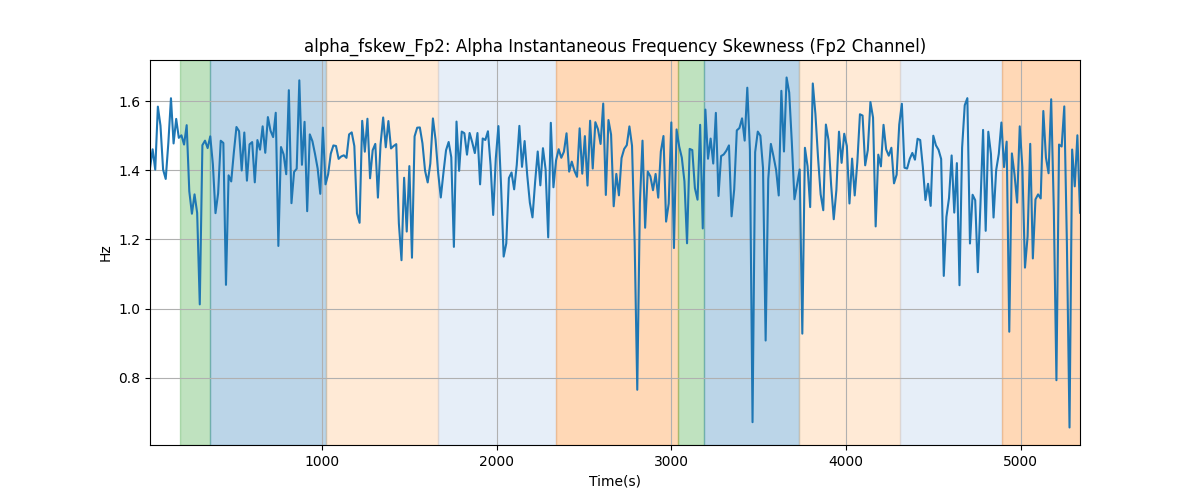 alpha_fskew_Fp2: Alpha Instantaneous Frequency Skewness (Fp2 Channel)
1.6
1.4
1.2
1.0
0.8
Hz
1000 2000 3000 4000 5000
Time(s)